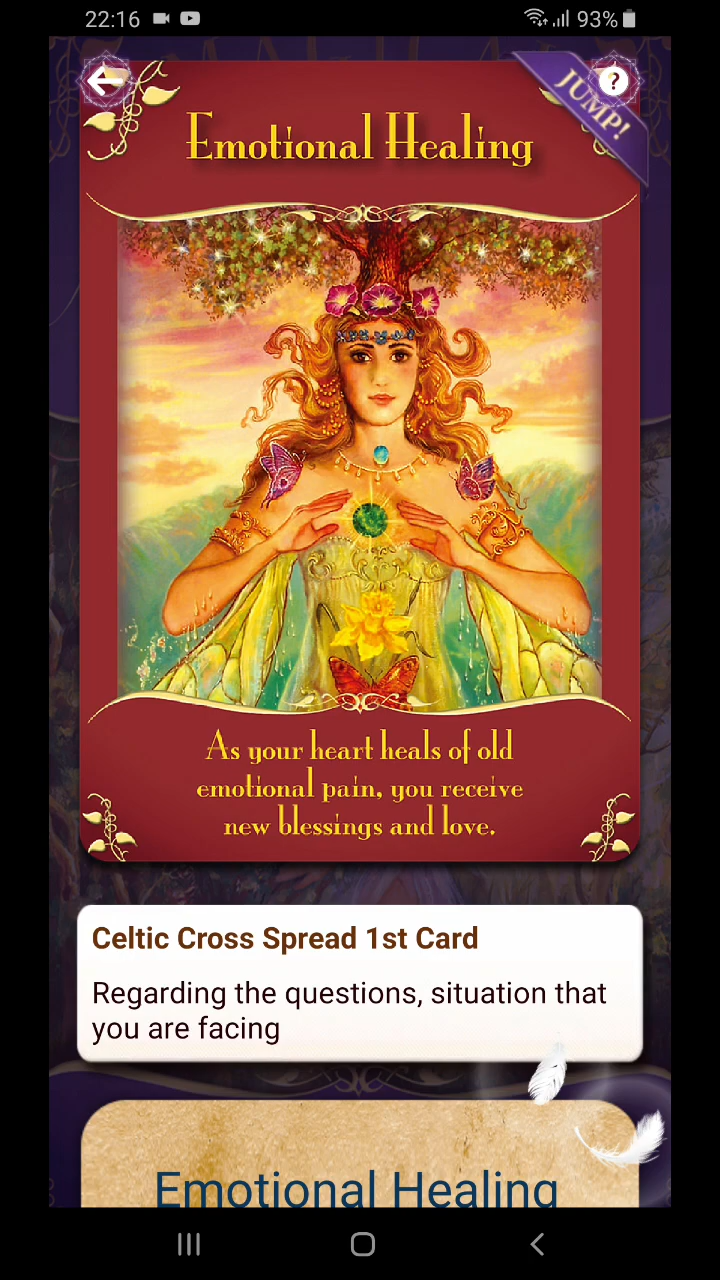 22:16
93%
?
JUMP!
Emotional Healing
As your heart heals of old
emotional pain, you receive
new blessings and love.
Celtic Cross Spread 1st Card
Regarding the questions, situation that
you are facing
Emotional Healing